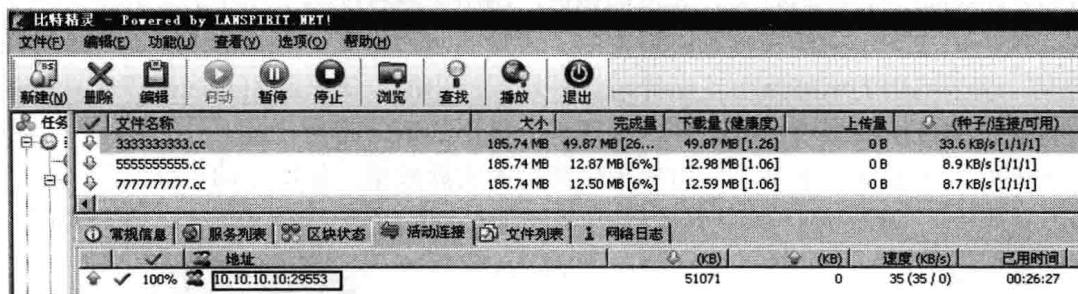 比特精灵 - Powered by LANSPIRIT.NET!
文件(F) 编辑(E) 功能(U) 查看(V) 选项(O) 帮助(H)
新建(N) 删除 编辑 启动 暂停 停止 浏览 查找 播放 退出
任务 文件名称 大小 完成量 下载量(健康度) 上传量 (种子/连接/可用)
3333333333.cc 185.74 MB 49.87 MB [26... 49.87 MB [1.26] 0 B 33.6 KB/s [1/1/1]
5555555555.cc 185.74 MB 12.87 MB [6%] 12.98 MB [1.06] 0 B 8.9 KB/s [1/1/1]
7777777777.cc 185.74 MB 12.50 MB [6%] 12.59 MB [1.06] 0 B 8.7 KB/s [1/1/1]
常规信息 服务列表 区块状态 活动连接 文件列表 网络日志
地址 (KB) (KB) 速度(KB/s) 已用时间
100% 10.10.10.10:29553 51071 0 35 (35 / 0) 00:26:27